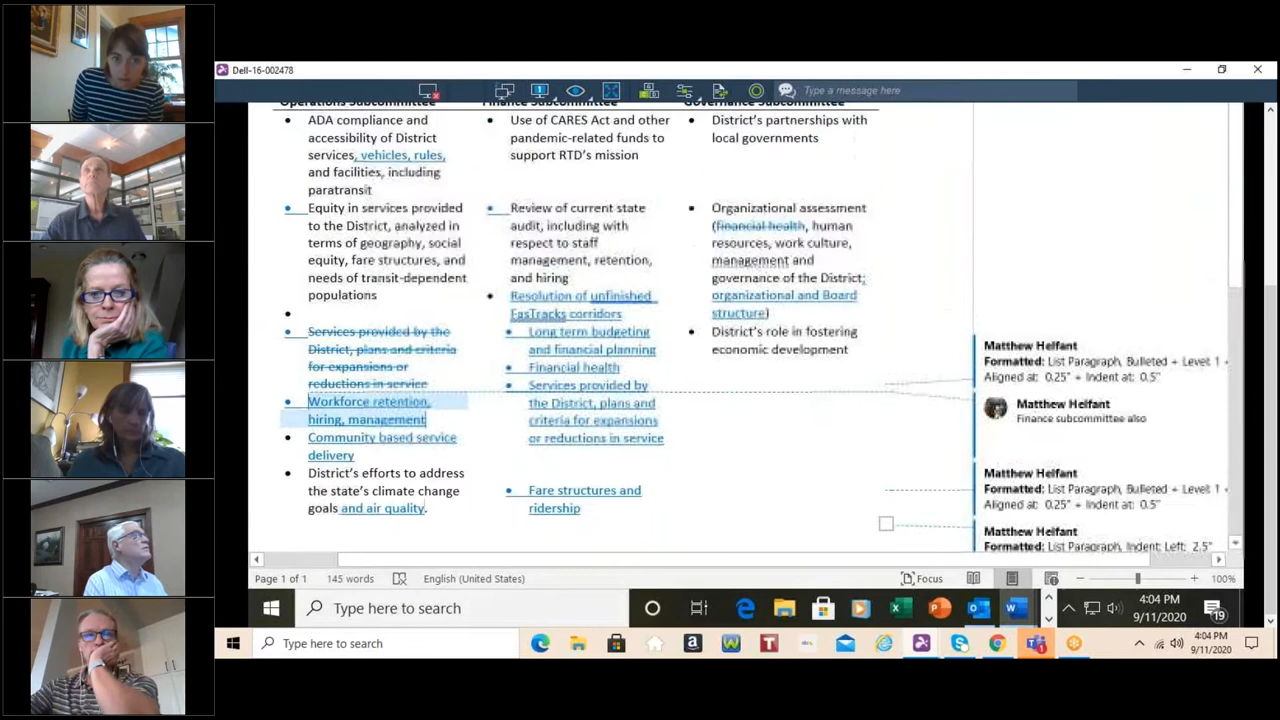 Dell-16-002478
Type a message here
Operations Subcommittee
Finance Subcommittee
Governance Subcommittee
ADA compliance and
accessibility of District
services, vehicles, rules,
and facilities, including
paratransit
Equity in services provided
to the District, analyzed in
terms of geography, social
equity, fare structures, and
needs of transit-dependent
populations
Services provided by the
District, plans and criteria
for expansions or
reductions in service
Workforce retention,
hiring, management
Community based service
delivery
District's efforts to address
the state's climate change
goals and air quality.
Use of CARES Act and other
pandemic-related funds to
support RTD's mission
Review of current state
audit, including with
respect to staff
management, retention,
and hiring
Resolution of unfinished
FasTracks corridors
Long term budgeting
and financial planning
Financial health
Services provided by
the District, plans and
criteria for expansions
or reductions in service
Fare structures and
ridership
District's partnerships with
local governments
Organizational assessment
(financial health, human
resources, work culture,
management and
governance of the District;
organizational and Board
structure)
District's role in fostering
economic development
Matthew Helfant
Formatted: List Paragraph, Bulleted + Level: 1 +
Aligned at: 0.25" + Indent at: 0.5"
Matthew Helfant
Finance subcommittee also
Matthew Helfant
Formatted: List Paragraph, Bulleted + Level: 1 +
Aligned at: 0.25" + Indent at: 0.5"
Matthew Helfant
Formatted: List Paragraph, Indent: Left: 2.5"
Page 1 of 1
145 words
English (United States)
Focus
100%
Type here to search
4:04 PM
9/11/2020
19
Type here to search
4:04 PM
9/11/2020